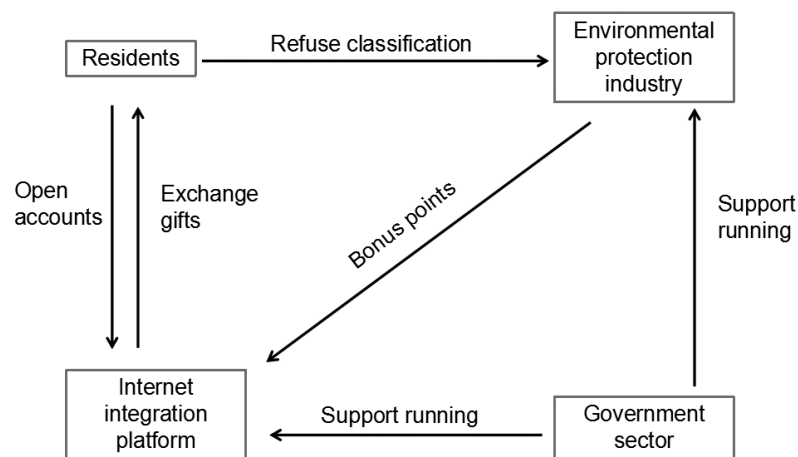 Residents
Refuse classification
Environmental
protection
industry
Open
accounts
Exchange
gifts
Bonus points
Support
running
Internet
integration
platform
Support running
Government
sector